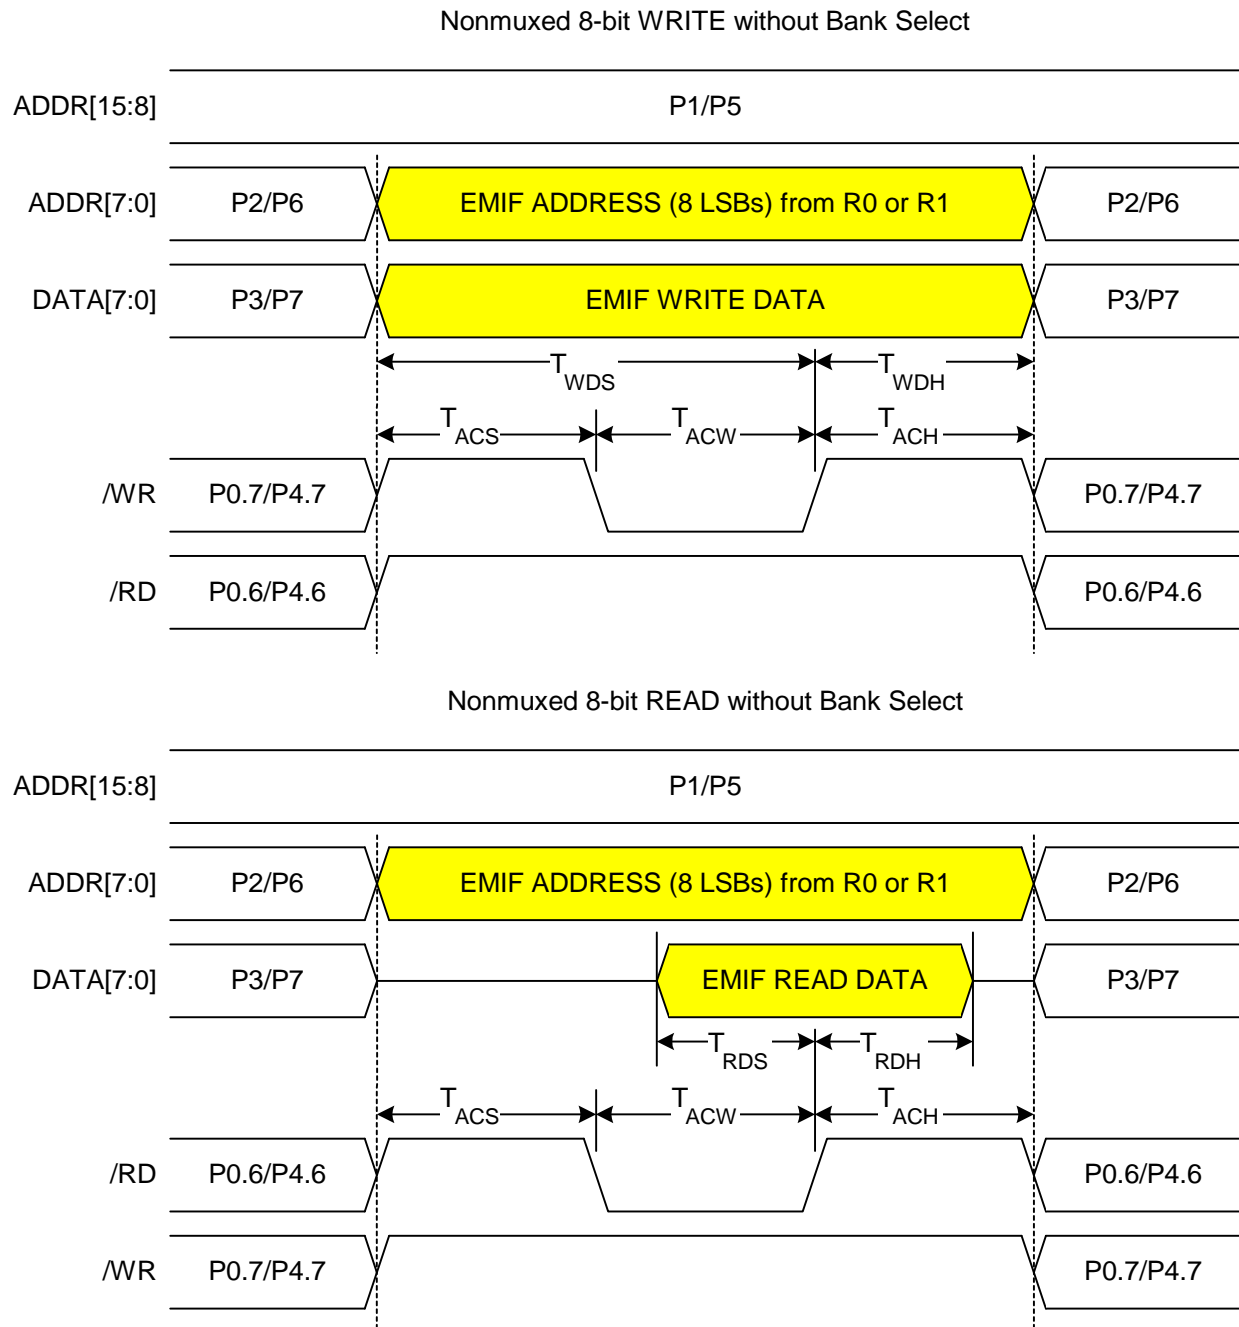 Nonmuxed 8-bit WRITE without Bank Select
ADDR[15:8] P1/P5
ADDR[7:0] P2/P6 EMIF ADDRESS (8 LSBs) from R0 or R1 P2/P6
DATA[7:0] P3/P7 EMIF WRITE DATA P3/P7
TWDS TWDH
TACS TACW TACH
/WR P0.7/P4.7 P0.7/P4.7
/RD P0.6/P4.6 P0.6/P4.6
Nonmuxed 8-bit READ without Bank Select
ADDR[15:8] P1/P5
ADDR[7:0] P2/P6 EMIF ADDRESS (8 LSBs) from R0 or R1 P2/P6
DATA[7:0] P3/P7 EMIF READ DATA P3/P7
TRDS TRDH
TACS TACW TACH
/RD P0.6/P4.6 P0.6/P4.6
/WR P0.7/P4.7 P0.7/P4.7